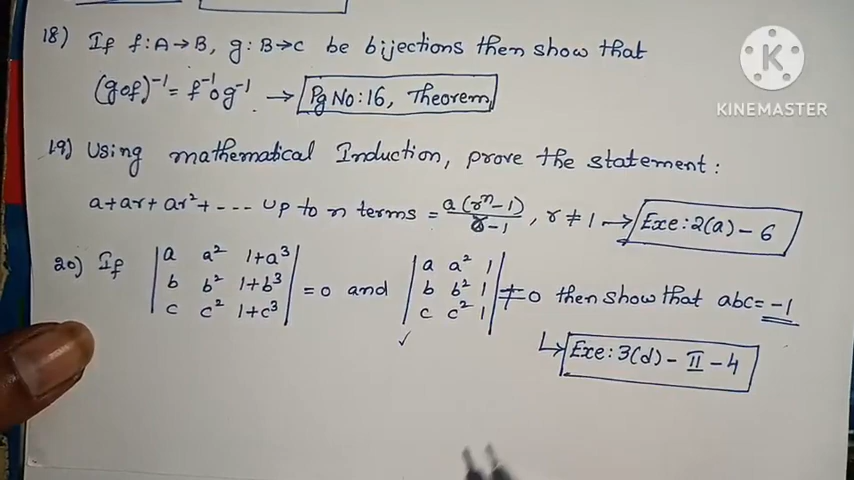 18) If f:A→B, g:B→C be bijections then show that
(gof)⁻¹ = f⁻¹og⁻¹. → Pg No:16, Theorem
19) Using mathematical Induction, prove the statement:
a+ar+ar²+ --- up to n terms = a(rⁿ-1)/r-1, r≠1 → Exe:2(a)-6
20) If |a a² 1+a³| |a a² 1|
|b b² 1+b³| =0 and |b b² 1| ≠0 then show that abc=-1
|c c² 1+c³| |c c² 1|
✓
↳ Exe:3(d)-II-4
K
KINEMASTER